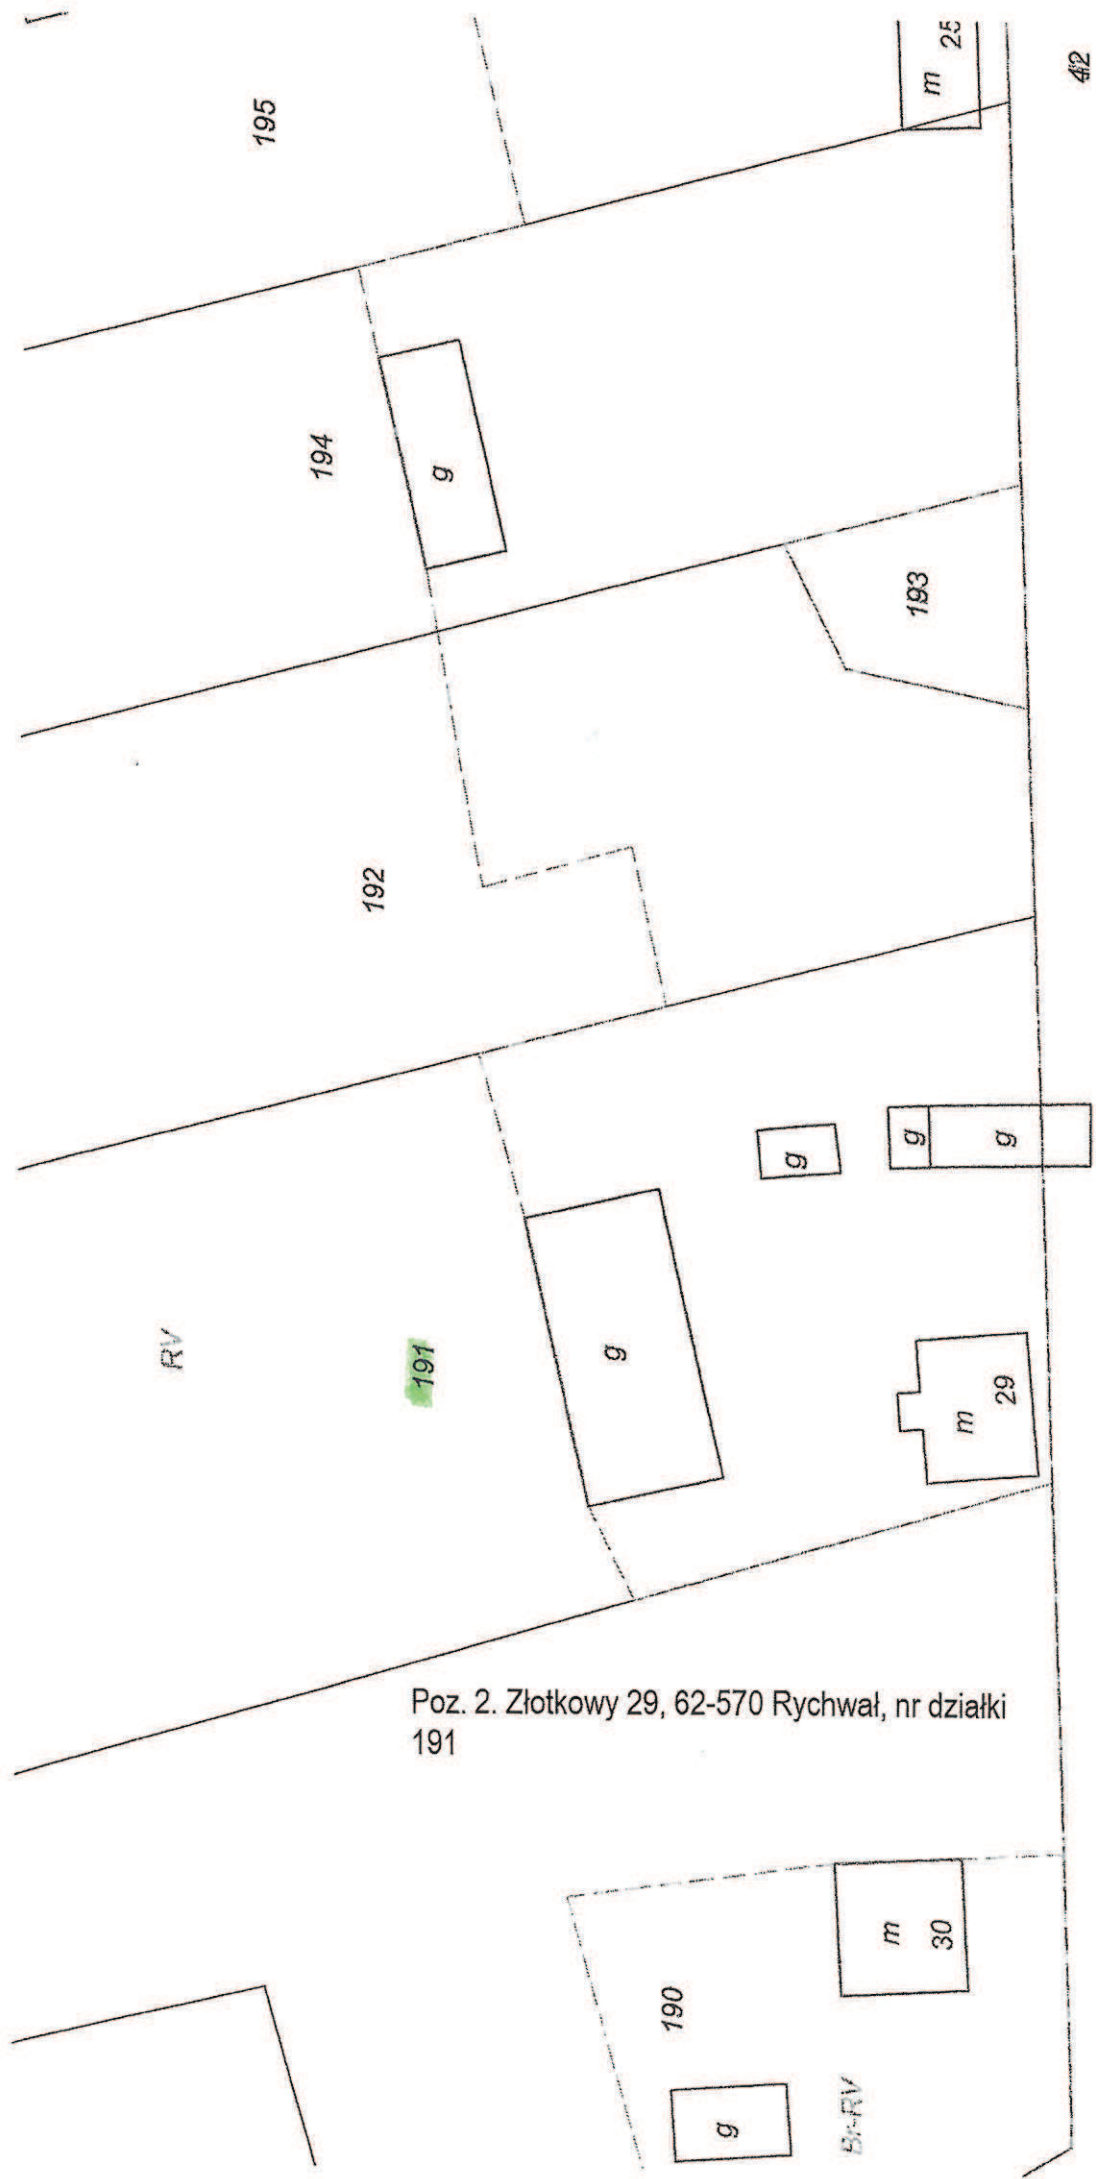 195
m 25
42
194
g
193
192
g
g
g
RV
191
g
m 29
Poz. 2. Złotkowy 29, 62-570 Rychwał, nr działki
191
m
30
190
g
Br-RV